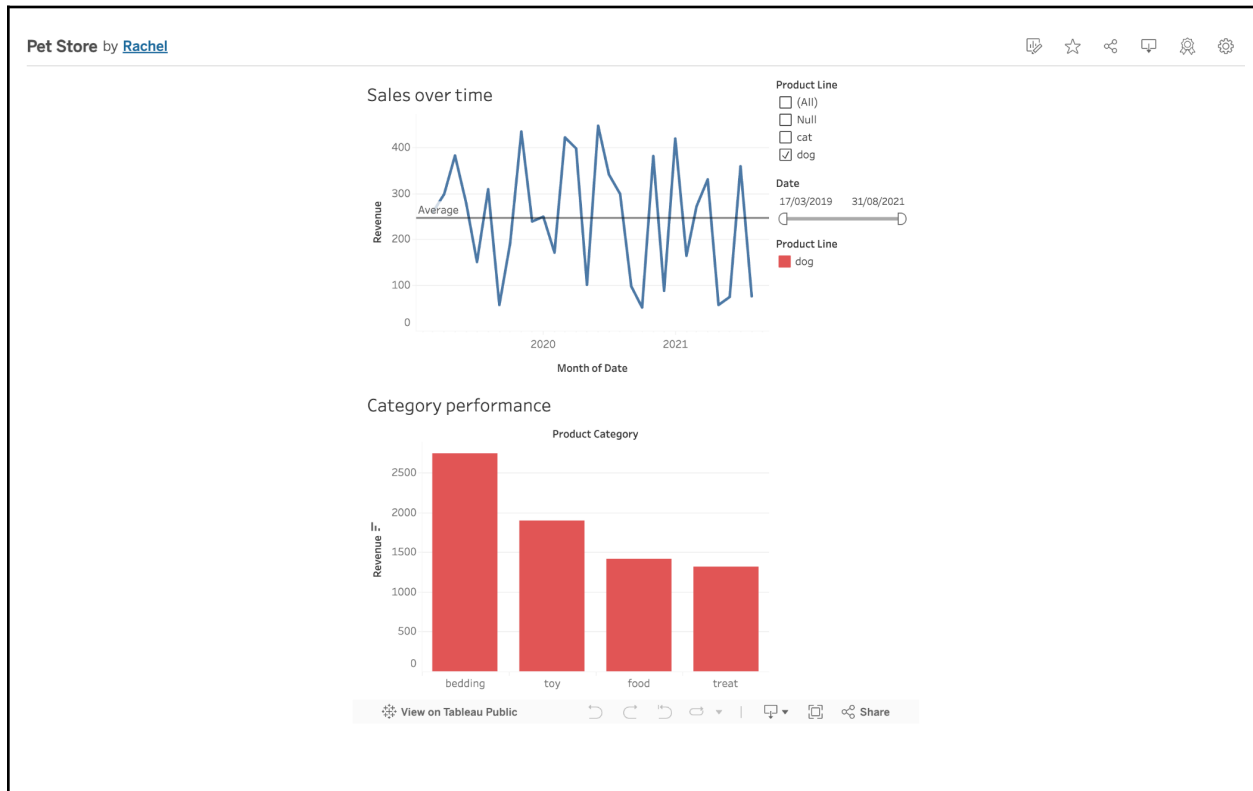 Pet Store by Rachel
Sales over time
400
300
Average
200
100
0
Revenue
2020 2021
Month of Date
Product Line
(All)
Null
cat
dog
Date
17/03/2019 31/08/2021
Product Line
dog
Category performance
Product Category
2500
2000
1500
1000
500
0
Revenue
bedding toy food treat
View on Tableau Public Share